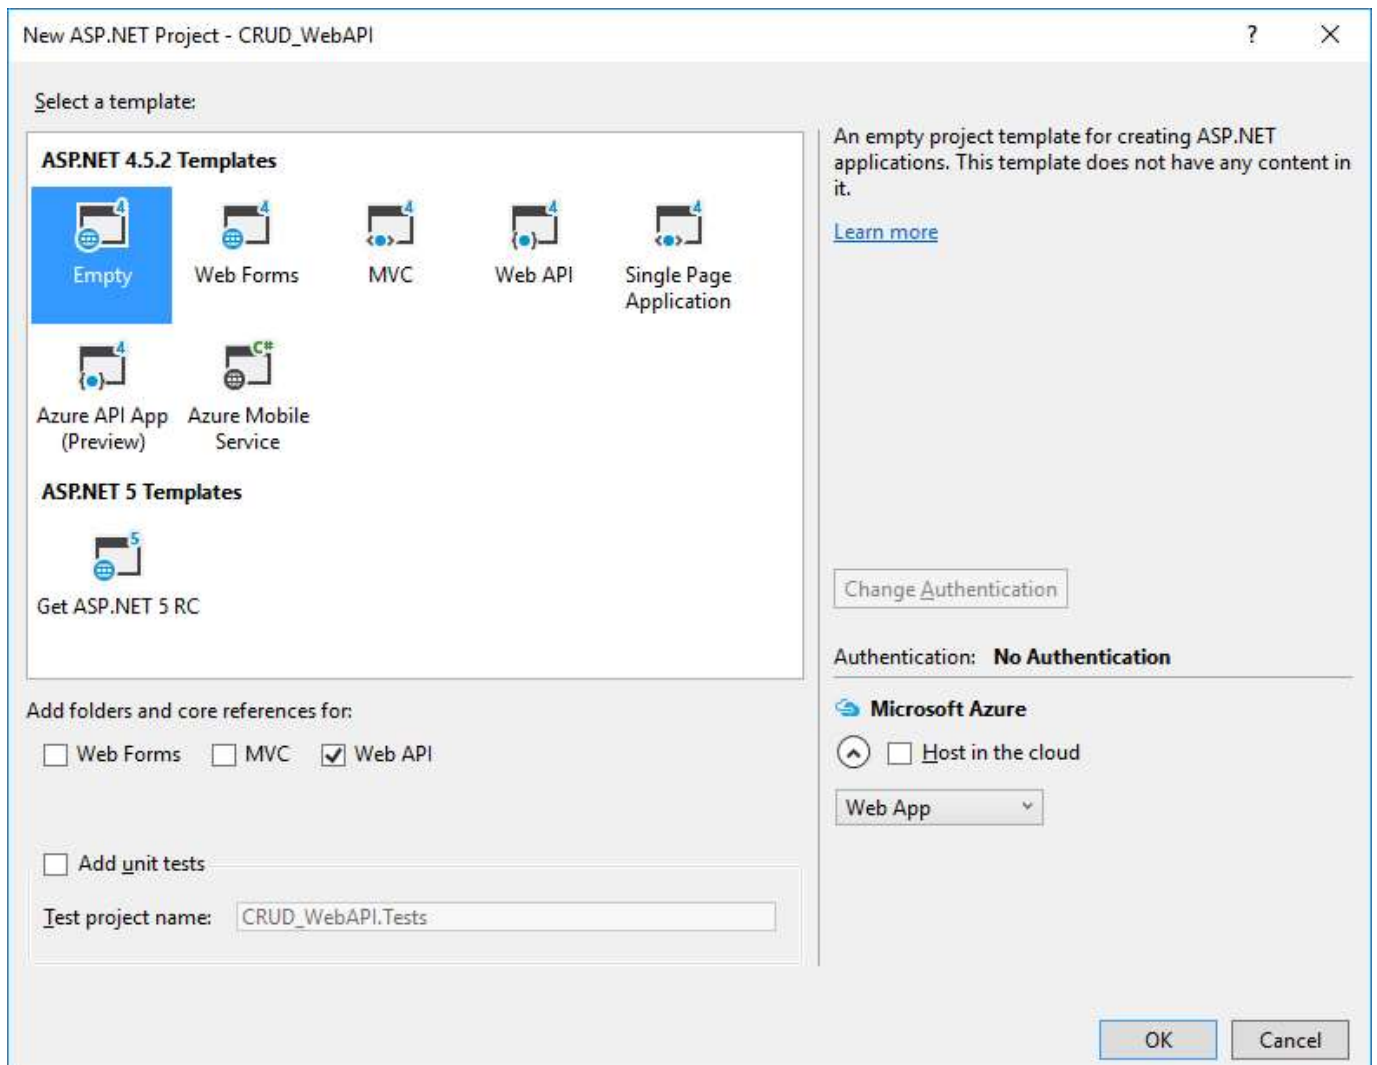 New ASP.NET Project - CRUD_WebAPI
?
Select a template:
ASP.NET 4.5.2 Templates
4
4
4
4
4
Empty
Web Forms
MVC
Web API
Single Page
Application
4
C#
Azure API App
(Preview)
Azure Mobile
Service
ASP.NET 5 Templates
5
Get ASP.NET 5 RC
An empty project template for creating ASP.NET
applications. This template does not have any content in
it.
Learn more
Change Authentication
Authentication: No Authentication
Microsoft Azure
Host in the cloud
Web App
Add folders and core references for:
Web Forms
MVC
Web API
Add unit tests
Test project name: CRUD_WebAPI.Tests
OK
Cancel